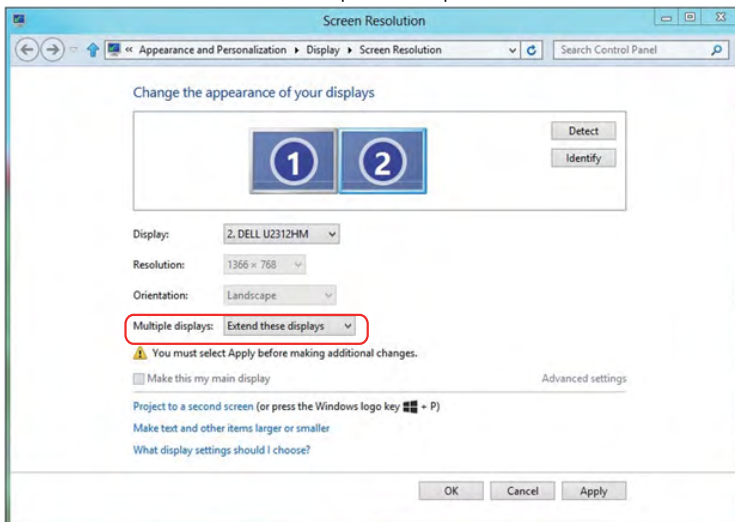 Screen Resolution
« Appearance and Personalization ▸ Display ▸ Screen Resolution
Search Control Panel
Change the appearance of your displays
1 2
Detect
Identify
Display: 2. DELL U2312HM
Resolution: 1366 × 768
Orientation: Landscape
Multiple displays: Extend these displays
You must select Apply before making additional changes.
Make this my main display
Advanced settings
Project to a second screen (or press the Windows logo key + P)
Make text and other items larger or smaller
What display settings should I choose?
OK Cancel Apply